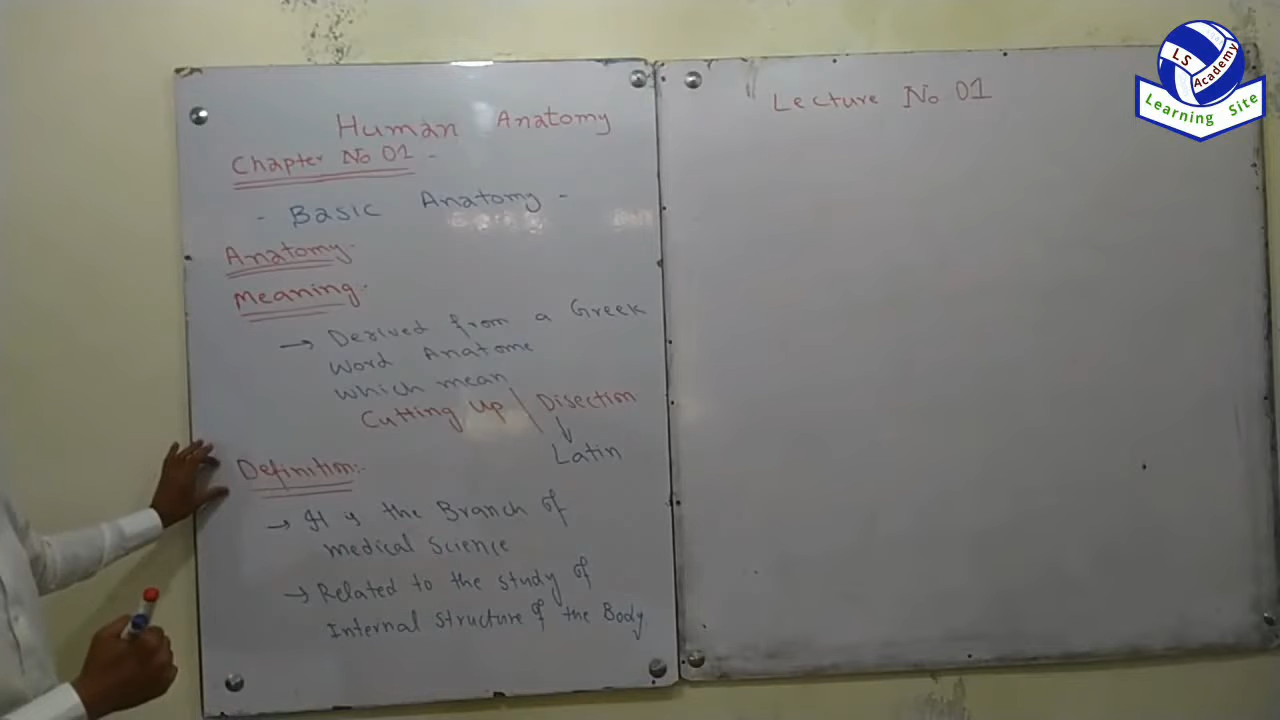 Human Anatomy
Chapter No 01 -
- Basic Anatomy -
Anatomy:-
Meaning:-
→ Derived from a Greek
word Anatome
which mean
Cutting Up \ Disection
↓
Latin
Definition:-
→ It is the Branch of
medical Science
→ Related to the study of
Internal structure of the Body
Lecture No 01
LS
Academy
Learning Site